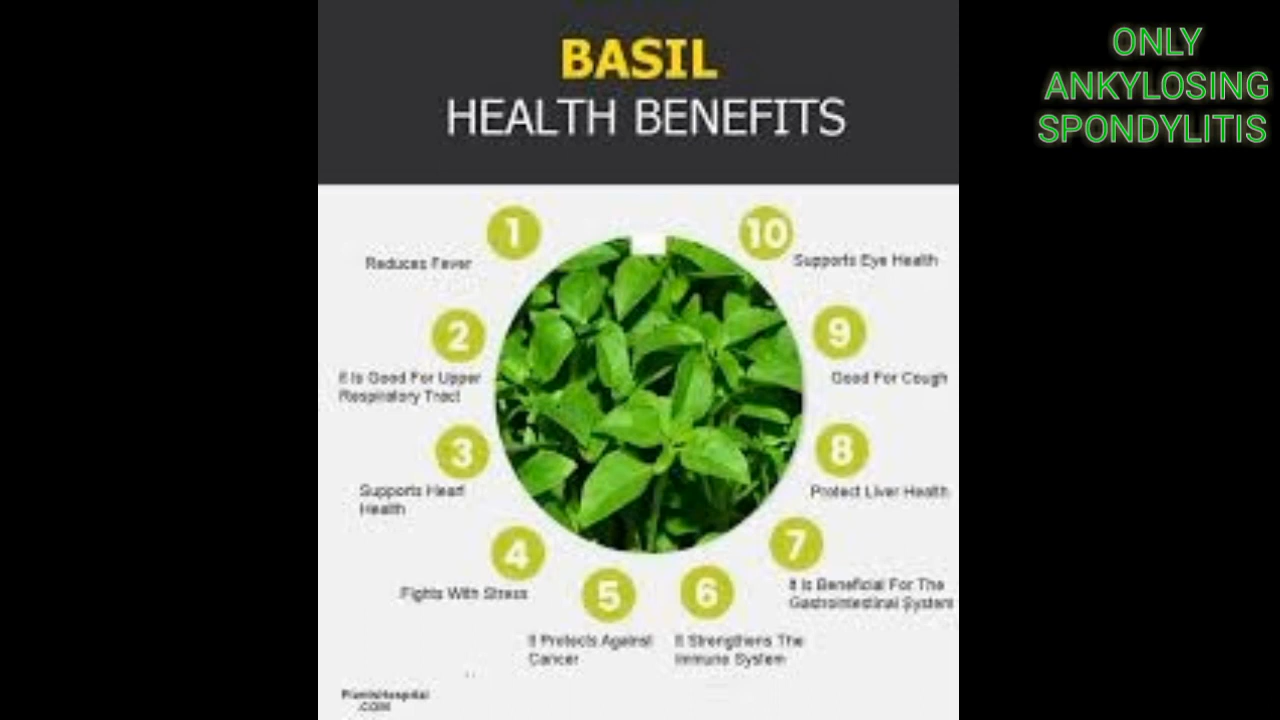 BASIL
HEALTH BENEFITS
ONLY
ANKYLOSING
SPONDYLITIS
1
Reduces Fever
2
It Is Good For Upper
Respiratory Tract
3
Supports Heart
Health
4
Fights With Stress
5
It Protects Against
Cancer
6
It Strengthens The
Immune System
7
It Is Beneficial For The
Gastrointestinal System
8
Protect Liver Health
9
Good For Cough
10
Supports Eye Health
PlantsHospital
.COM